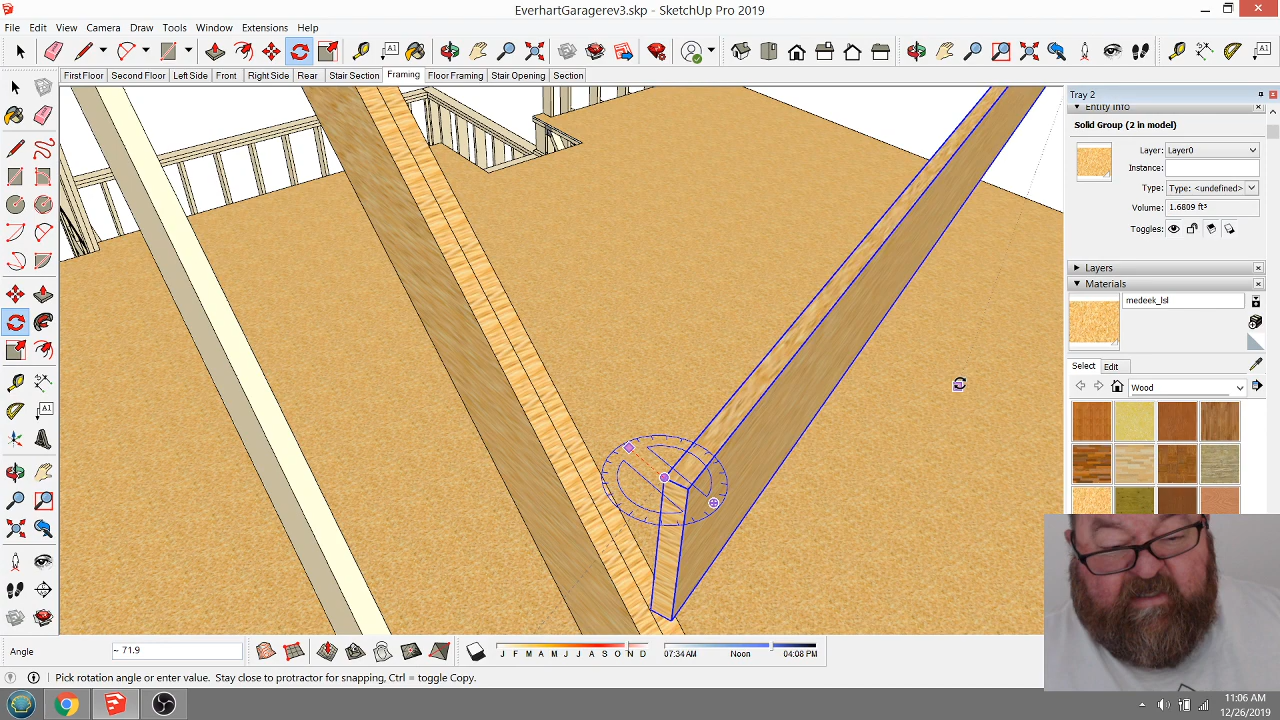 EverhartGaragerev3.skp - SketchUp Pro 2019
File Edit View Camera Draw Tools Window Extensions Help
First Floor Second Floor Left Side Front Right Side Rear Stair Section Framing Floor Framing Stair Opening Section
Tray 2
Entity Info
Solid Group (2 in model)
Layer: Layer0
Instance:
Type: Type: <undefined>
Volume: 1.6809 ft³
Toggles:
Layers
Materials
medeek_lsl
Select Edit
Wood
Angle ~ 71.9
J F M A M J J A S O N D
07:34 AM Noon 04:08 PM
Pick rotation angle or enter value. Stay close to protractor for snapping, Ctrl = toggle Copy.
11:06 AM
12/26/2019